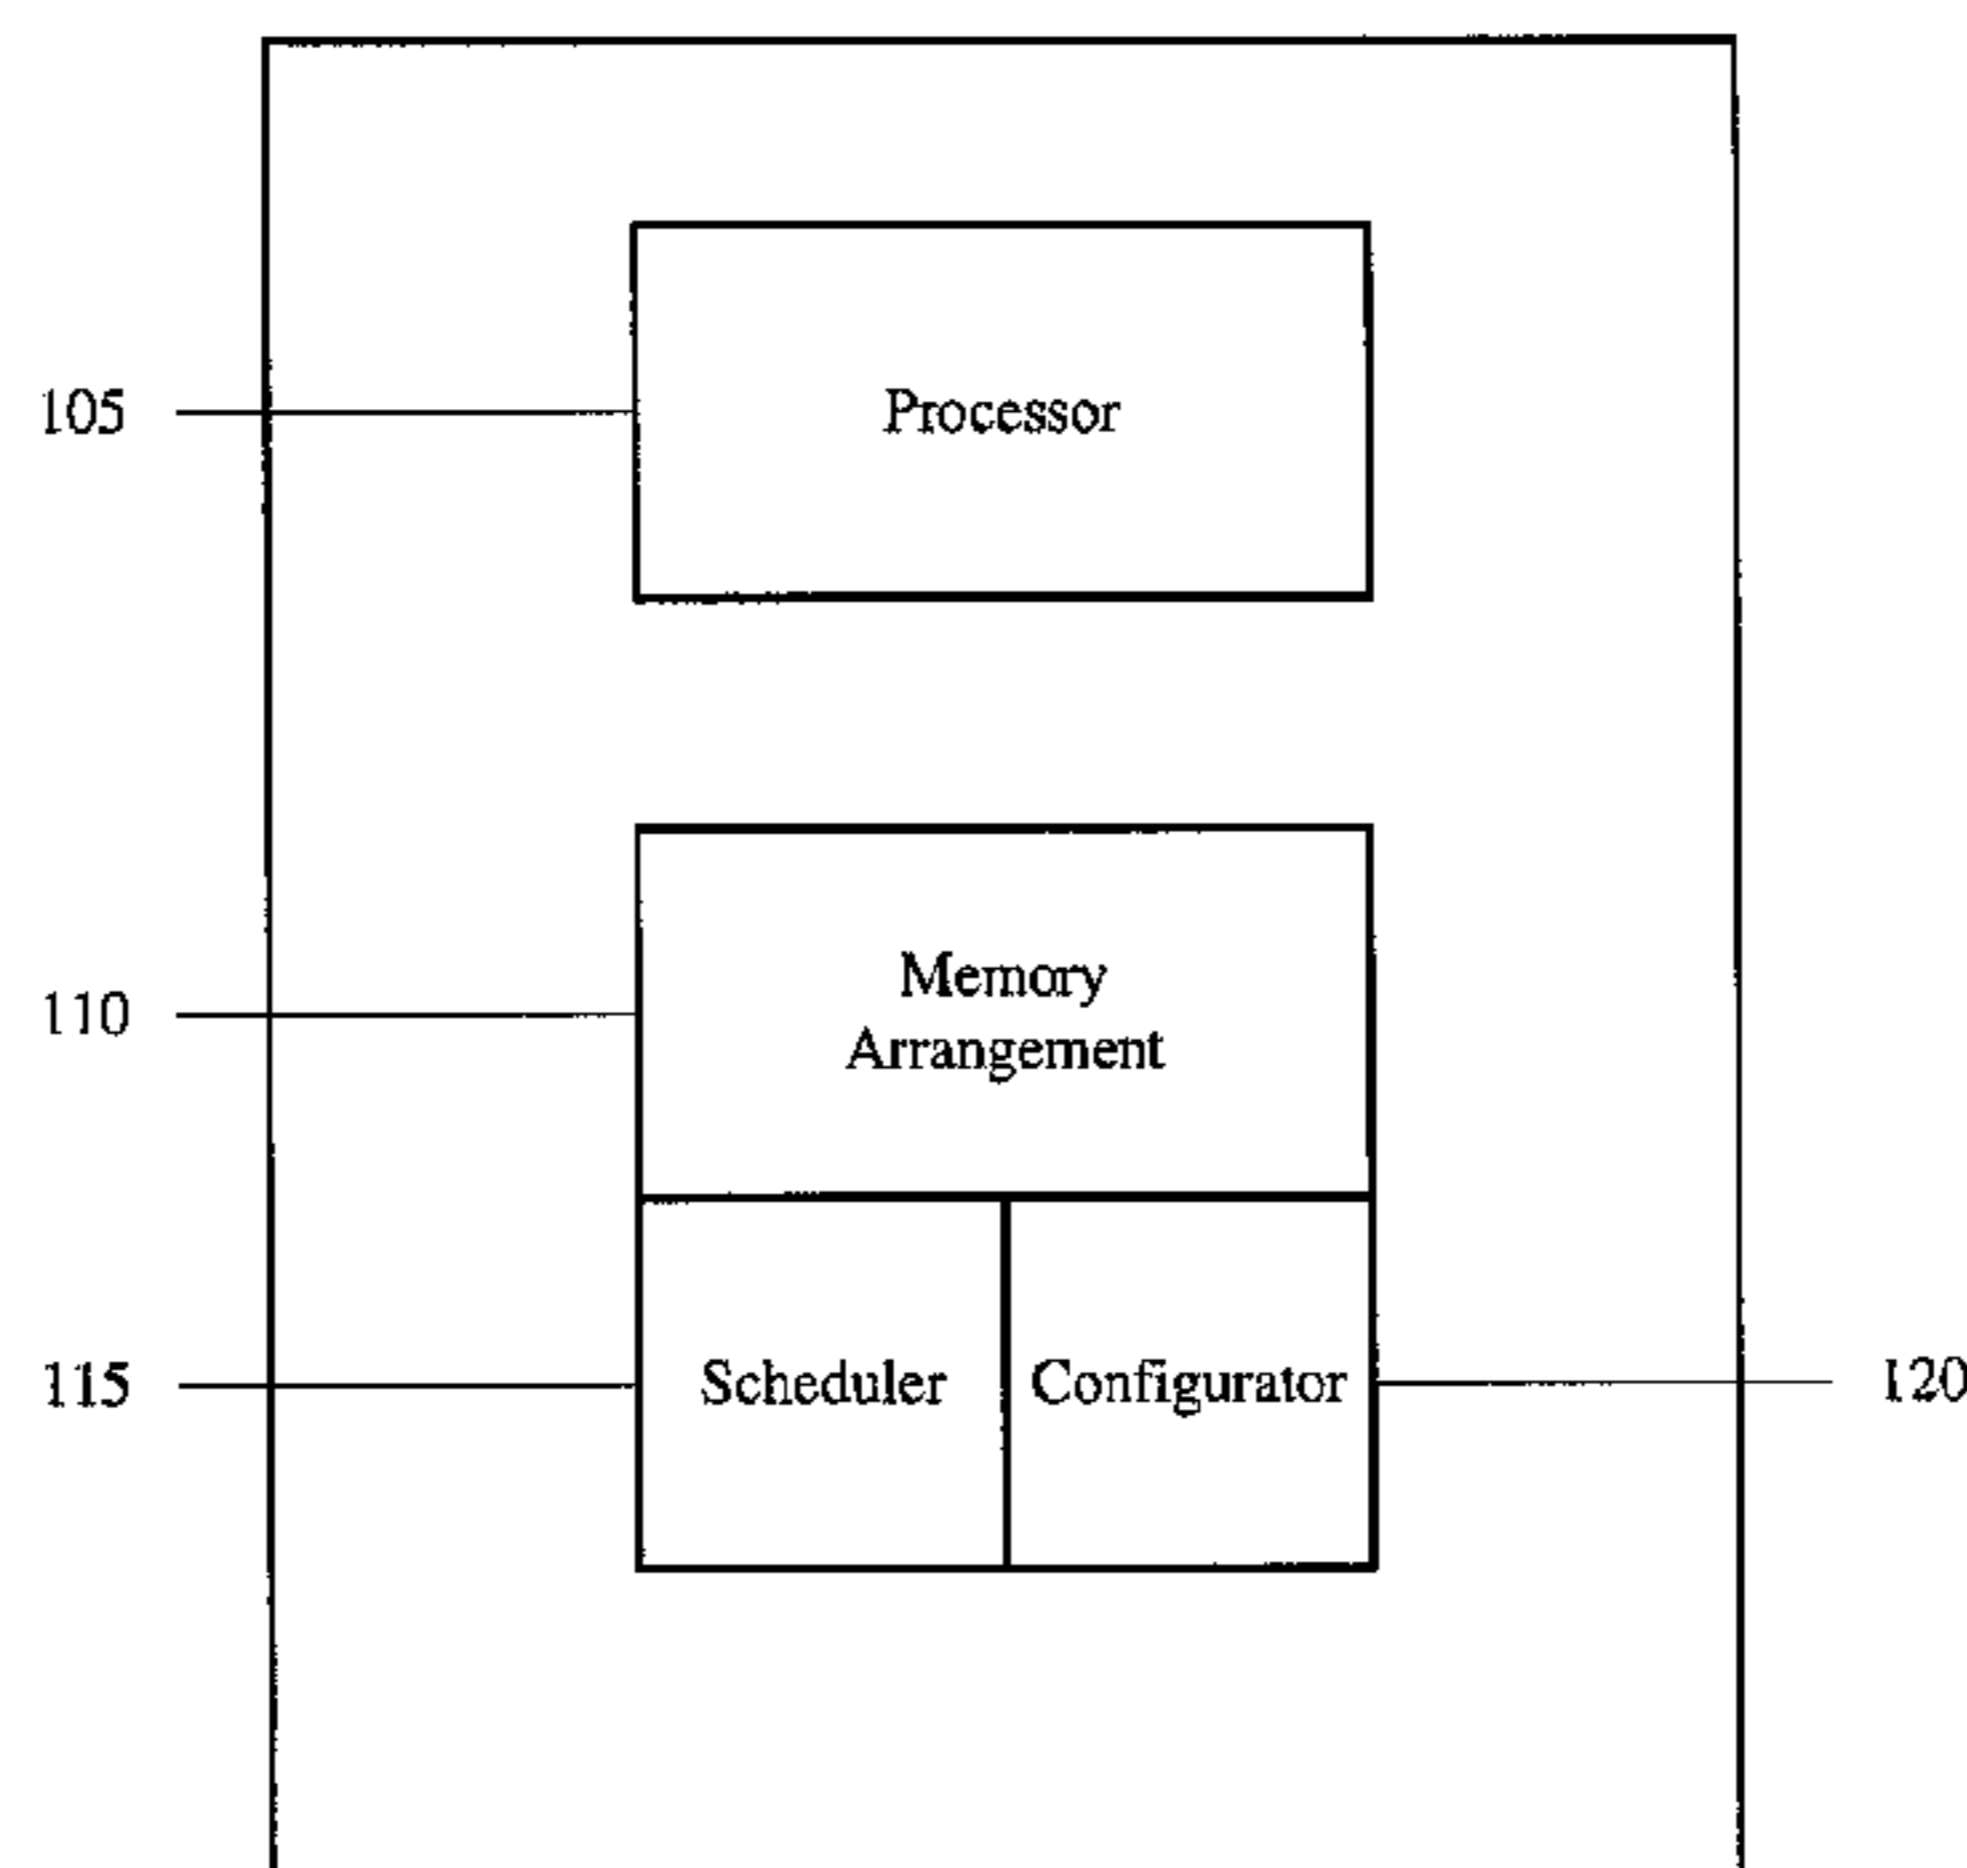 105
Processor
110
Memory
Arrangement
115
Scheduler
Configurator
120